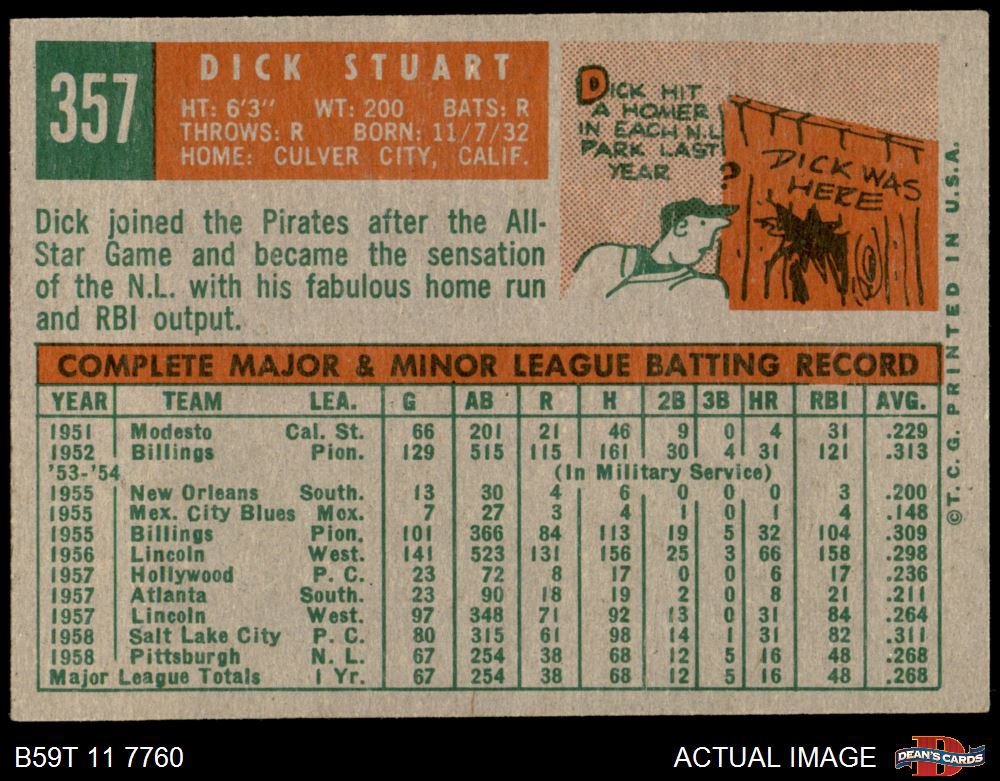 357
DICK STUART
HT: 6'3" WT: 200 BATS: R
THROWS: R BORN: 11/7/32
HOME: CULVER CITY, CALIF.
DICK HIT
A HOMER
IN EACH N.L.
PARK LAST
YEAR
?
DICK WAS
HERE
Dick joined the Pirates after the All-
Star Game and became the sensation
of the N.L. with his fabulous home run
and RBI output.
COMPLETE MAJOR & MINOR LEAGUE BATTING RECORD
YEAR TEAM LEA. G AB R H 2B 3B HR RBI AVG.
1951 Modesto Cal. St. 66 201 21 46 9 0 4 31 .229
1952 Billings Pion. 129 515 115 161 30 4 31 121 .313
'53-'54 (In Military Service)
1955 New Orleans South. 13 30 4 6 0 0 0 3 .200
1955 Mex. City Blues Mex. 7 27 3 4 1 0 1 4 .148
1955 Billings Pion. 101 366 84 113 19 5 32 104 .309
1956 Lincoln West. 141 523 131 156 25 3 66 158 .298
1957 Hollywood P. C. 23 72 8 17 0 0 6 17 .236
1957 Atlanta South. 23 90 18 19 2 0 8 21 .211
1957 Lincoln West. 97 348 71 92 13 0 31 84 .264
1958 Salt Lake City P. C. 80 315 61 98 14 1 31 82 .311
1958 Pittsburgh N. L. 67 254 38 68 12 5 16 48 .268
Major League Totals 1 Yr. 67 254 38 68 12 5 16 48 .268
©T.C.G. PRINTED IN U.S.A.
B59T 11 7760
ACTUAL IMAGE
D
DEAN'S CARDS